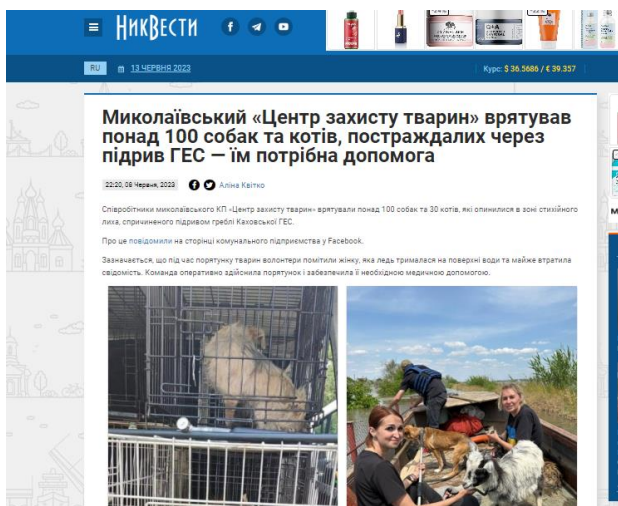 НикВести
RU
13 ЧЕРВНЯ 2023
Курс: $ 36.5686 / € 39.357
Миколаївський «Центр захисту тварин» врятував
понад 100 собак та котів, постраждалих через
підрив ГЕС — їм потрібна допомога
22:20, 08 Червня, 2023
Аліна Квітко
Співробітники миколаївського КП «Центр захисту тварин» врятували понад 100 собак та 30 котів, які опинилися в зоні стихійного
лиха, спричиненого підривом греблі Каховської ГЕС.
Про це повідомили на сторінці комунального підприємства у Facebook.
Зазначається, що під час порятунку тварин волонтери помітили жінку, яка ледь трималася на поверхні води та майже втратила
свідомість. Команда оперативно здійснила порятунок і забезпечила її необхідною медичною допомогою.